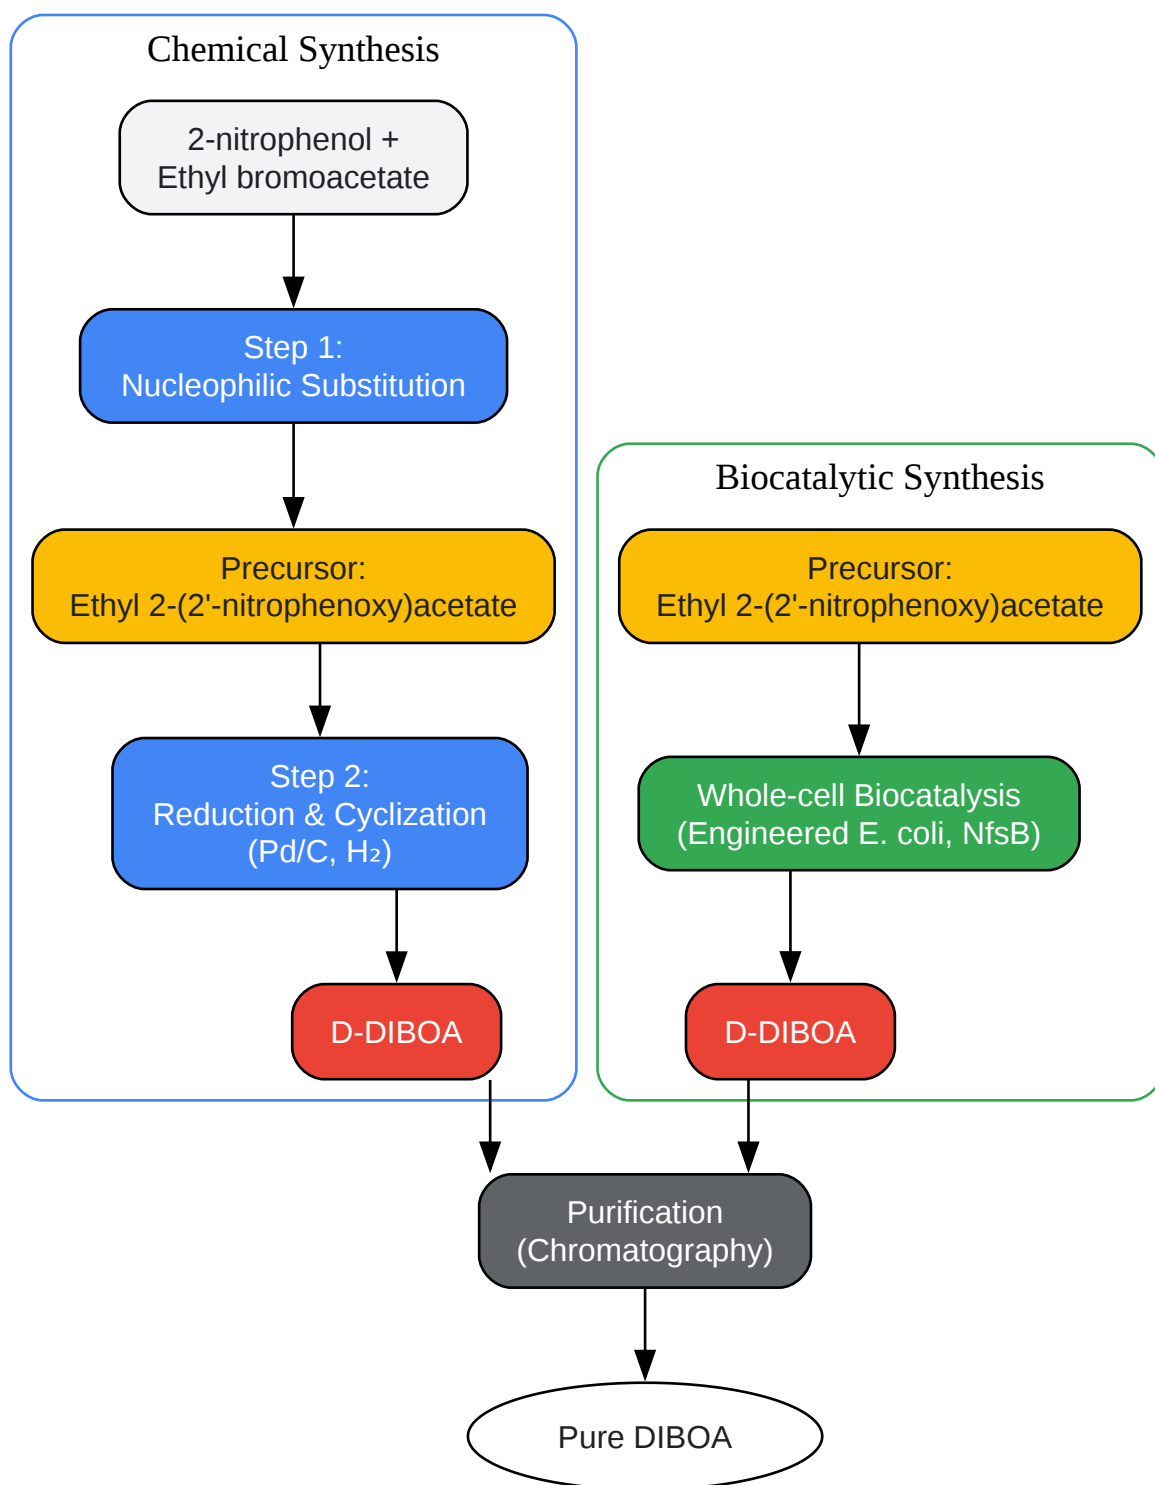 Chemical Synthesis
2-nitrophenol +
Ethyl bromoacetate
Step 1:
Nucleophilic Substitution
Precursor:
Ethyl 2-(2'-nitrophenoxy)acetate
Step 2:
Reduction & Cyclization
(Pd/C, H₂)
D-DIBOA
Biocatalytic Synthesis
Precursor:
Ethyl 2-(2'-nitrophenoxy)acetate
Whole-cell Biocatalysis
(Engineered E. coli, NfsB)
D-DIBOA
Purification
(Chromatography)
Pure DIBOA